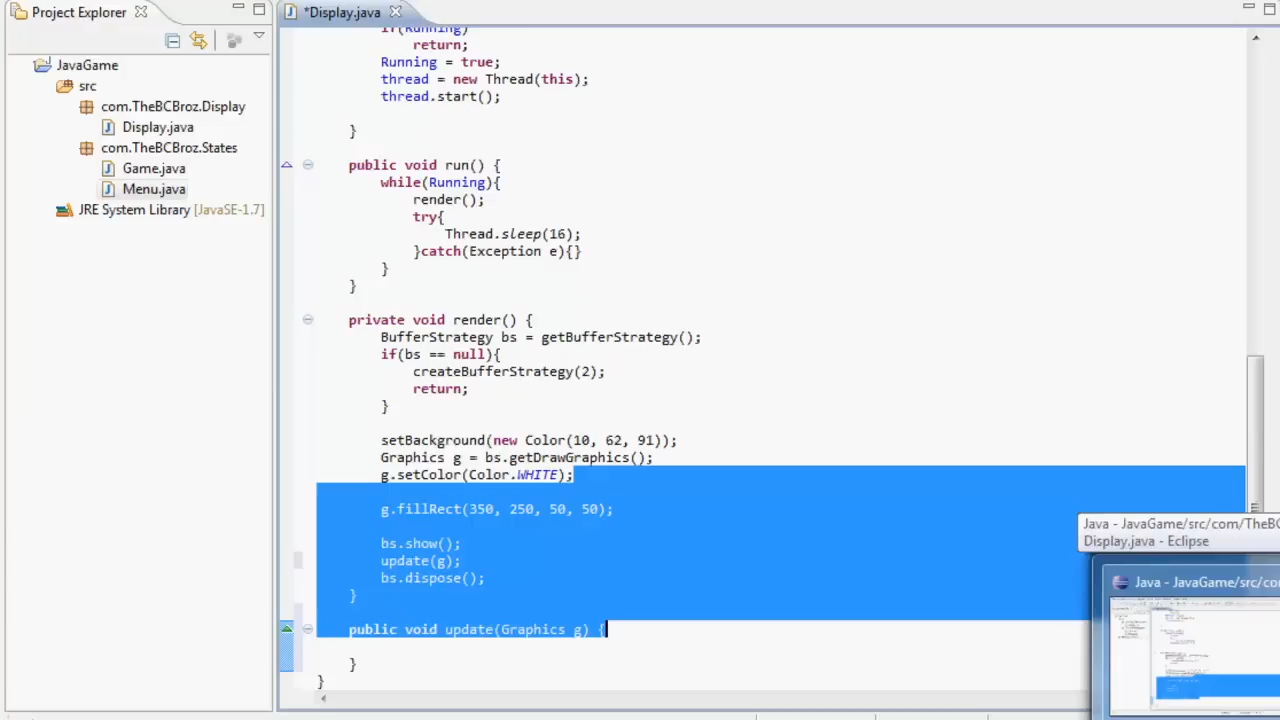 Project Explorer
*Display.java
JavaGame
src
com.TheBCBroz.Display
Display.java
com.TheBCBroz.States
Game.java
Menu.java
JRE System Library [JavaSE-1.7]
if(Running)
return;
Running = true;
thread = new Thread(this);
thread.start();
}
public void run() {
while(Running){
render();
try{
Thread.sleep(16);
}catch(Exception e){}
}
}
private void render() {
BufferStrategy bs = getBufferStrategy();
if(bs == null){
createBufferStrategy(2);
return;
}
setBackground(new Color(10, 62, 91));
Graphics g = bs.getDrawGraphics();
g.setColor(Color.WHITE);
g.fillRect(350, 250, 50, 50);
bs.show();
update(g);
bs.dispose();
}
public void update(Graphics g) {
}
}
Java - JavaGame/src/com/TheBC
Display.java - Eclipse
Java - JavaGame/src/co